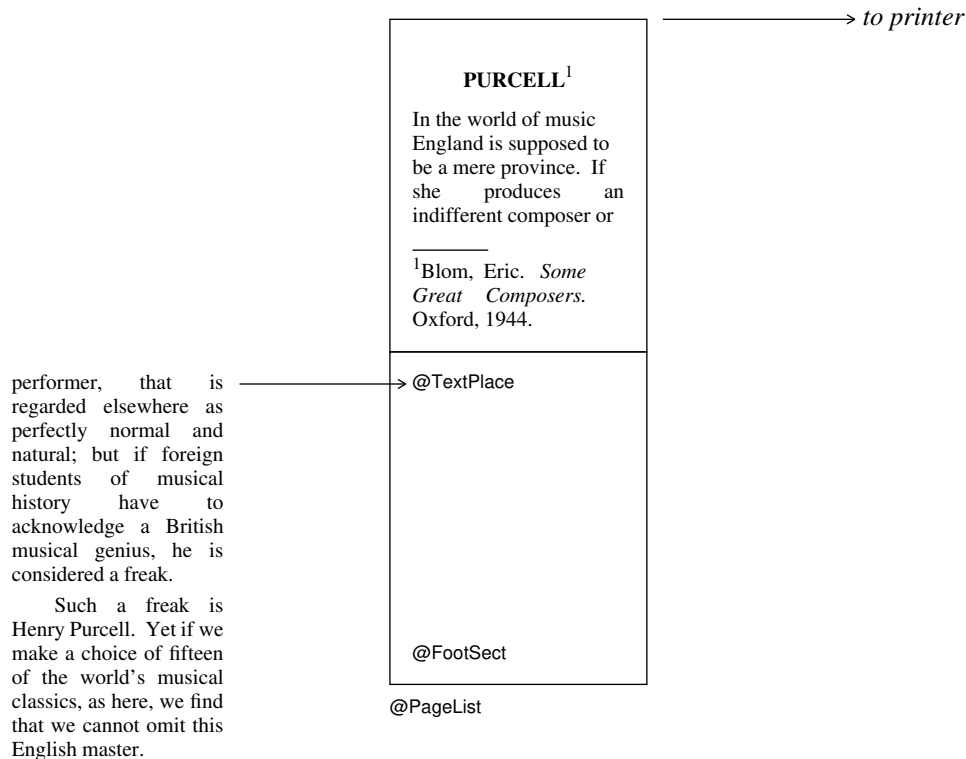 to printer
PURCELL1
In the world of music
England is supposed to
be a mere province. If
she produces an
indifferent composer or
1Blom, Eric. Some
Great Composers.
Oxford, 1944.
performer, that is
regarded elsewhere as
perfectly normal and
natural; but if foreign
students of musical
history have to
acknowledge a British
musical genius, he is
considered a freak.
Such a freak is
Henry Purcell. Yet if we
make a choice of fifteen
of the world's musical
classics, as here, we find
that we cannot omit this
English master.
@TextPlace
@FootSect
@PageList